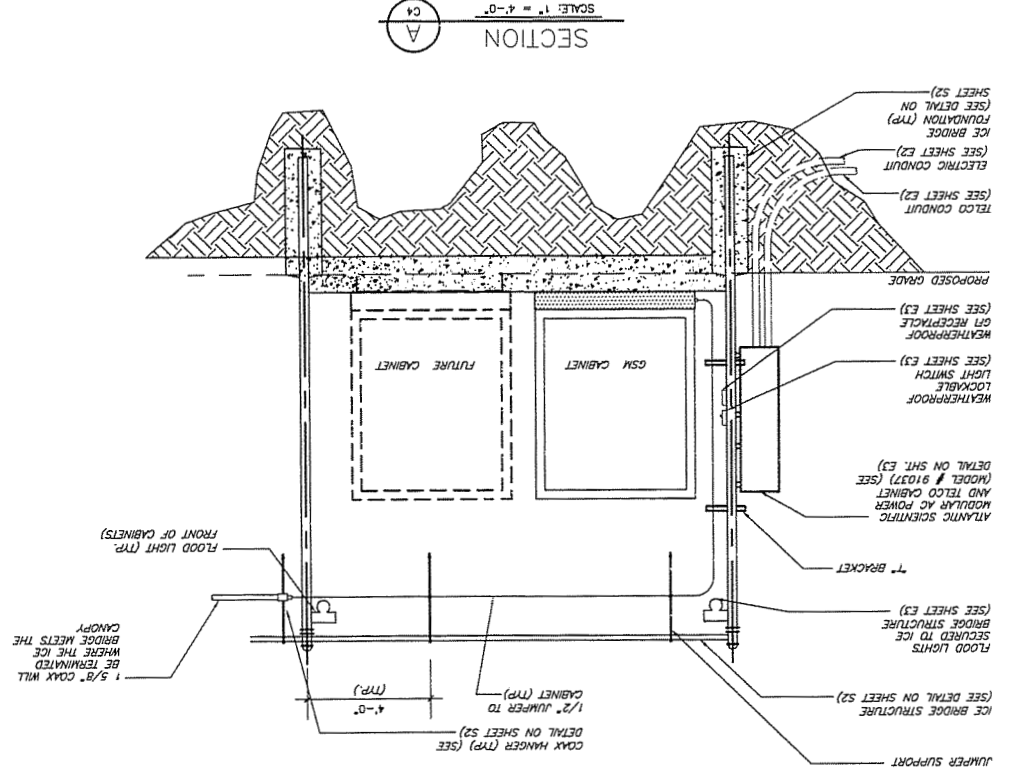 JUMPER SUPPORT
ICE BRIDGE STRUCTURE
(SEE DETAIL ON SHEET S2)
FLOOD LIGHTS
SECURED TO ICE
BRIDGE STRUCTURE
(SEE SHEET E3)
"T" BRACKET
ATLANTIC SCIENTIFIC
MODULAR AC POWER
AND TELCO CABINET
(MODEL # 91037) (SEE
DETAIL ON SHT. E3)
WEATHERPROOF
LOCKABLE
LIGHT SWITCH
(SEE SHEET E3)
WEATHERPROOF
GFI RECEPTACLE
(SEE SHEET E3)
PROPOSED GRADE
TELCO CONDUIT
(SEE SHEET E2)
ELECTRIC CONDUIT
(SEE SHEET E2)
ICE BRIDGE
FOUNDATION (TYP)
(SEE DETAIL ON
SHEET S2)
COAX HANGER (TYP) (SEE
DETAIL ON SHEET S2)
1/2" JUMPER TO
CABINET (TYP)
4'-0"
(TYP.)
1 5/8" COAX WILL
BE TERMINATED
WHERE THE ICE
BRIDGE MEETS THE
CANOPY
FLOOD LIGHT (TYP.
FRONT OF CABINETS)
GSM CABINET
FUTURE CABINET
SECTION
SCALE: 1" = 4'-0"
A
C4